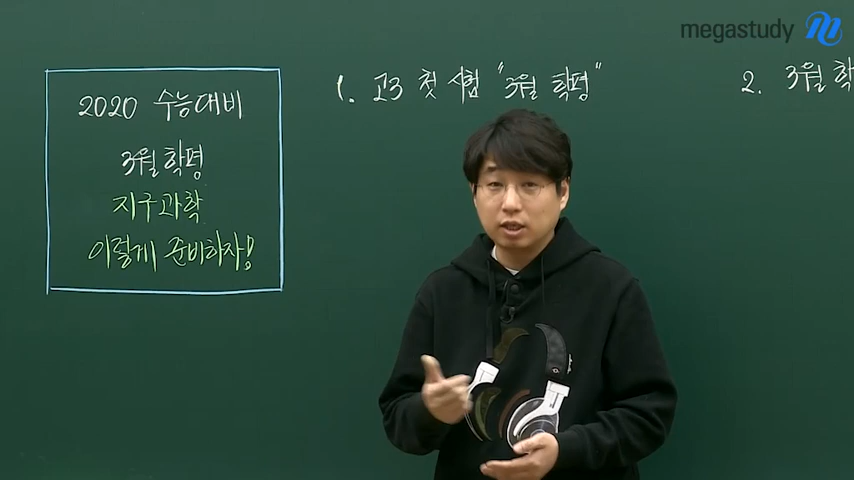 megastudy
2020 수능대비
3월 학평
지구과학
이렇게 준비하자!
1. 고3 첫 시험 "3월 학평"
2. 3월 학